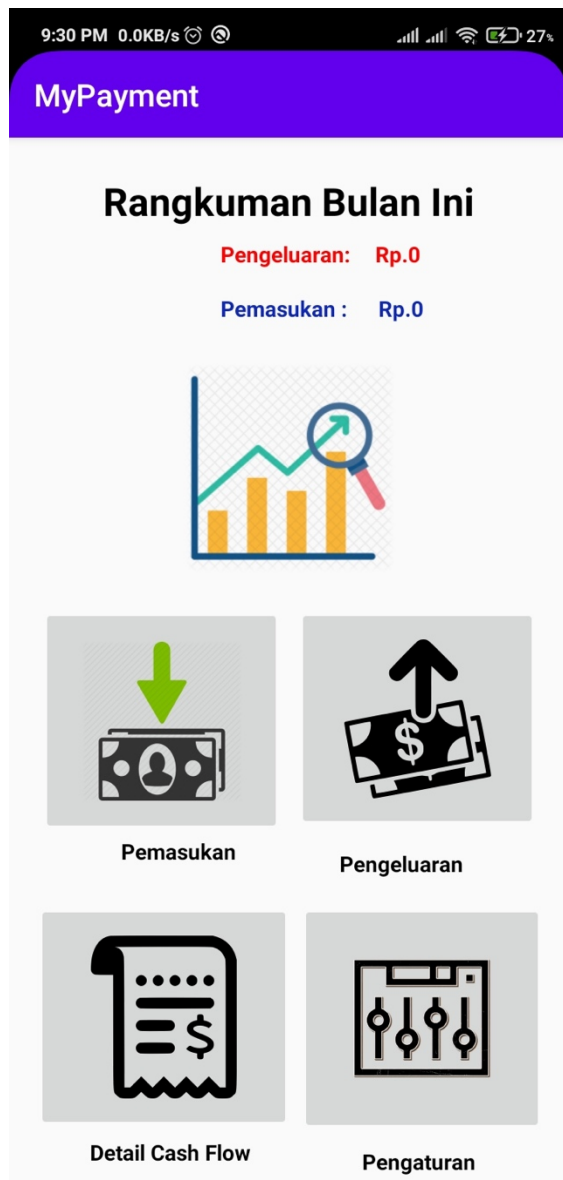 9:30 PM 0.0KB/s 27%
MyPayment
Rangkuman Bulan Ini
Pengeluaran: Rp.0
Pemasukan : Rp.0
$
Pemasukan
Pengeluaran
$
Detail Cash Flow
Pengaturan